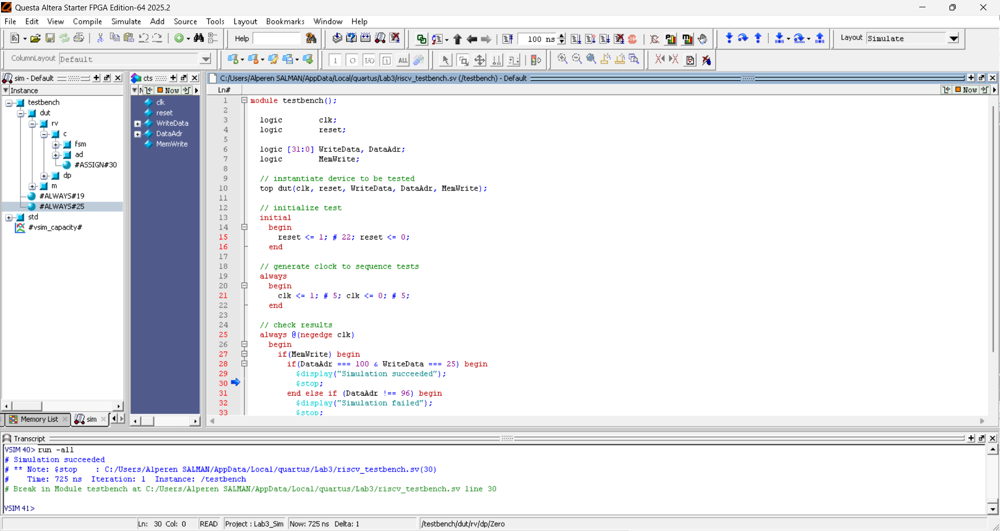 Questa Altera Starter FPGA Edition-64 2025.2
File Edit View Compile Simulate Add Source Tools Layout Bookmarks Window Help
Help
100 ns
Layout Simulate
ColumnLayout Default
sim - Default
Instance
testbench
dut
rv
c
fsm
ad
#ASSIGN#30
dp
m
#ALWAYS#19
#ALWAYS#25
std
#vsim_capacity#
Memory List
sim
cts
Now
clk
reset
WriteData
DataAdr
MemWrite
C:/Users/Alperen SALMAN/AppData/Local/quartus/Lab3/riscv_testbench.sv (/testbench) - Default
Ln#
Now
1 module testbench();
2
3 logic clk;
4 logic reset;
5
6 logic [31:0] WriteData, DataAdr;
7 logic MemWrite;
8
9 // instantiate device to be tested
10 top dut(clk, reset, WriteData, DataAdr, MemWrite);
11
12 // initialize test
13 initial
14 begin
15 reset <= 1; # 22; reset <= 0;
16 end
17
18 // generate clock to sequence tests
19 always
20 begin
21 clk <= 1; # 5; clk <= 0; # 5;
22 end
23
24 // check results
25 always @(negedge clk)
26 begin
27 if(MemWrite) begin
28 if(DataAdr === 100 & WriteData === 25) begin
29 $display("Simulation succeeded");
30 $stop;
31 end else if (DataAdr !== 96) begin
32 $display("Simulation failed");
33 $stop;
Transcript
VSIM 40> run -all
# Simulation succeeded
# ** Note: $stop : C:/Users/Alperen SALMAN/AppData/Local/quartus/Lab3/riscv_testbench.sv(30)
# Time: 725 ns Iteration: 1 Instance: /testbench
# Break in Module testbench at C:/Users/Alperen SALMAN/AppData/Local/quartus/Lab3/riscv_testbench.sv line 30
VSIM 41>
Ln: 30 Col: 0 READ Project : Lab3_Sim Now: 725 ns Delta: 1 /testbench/dut/rv/dp/Zero